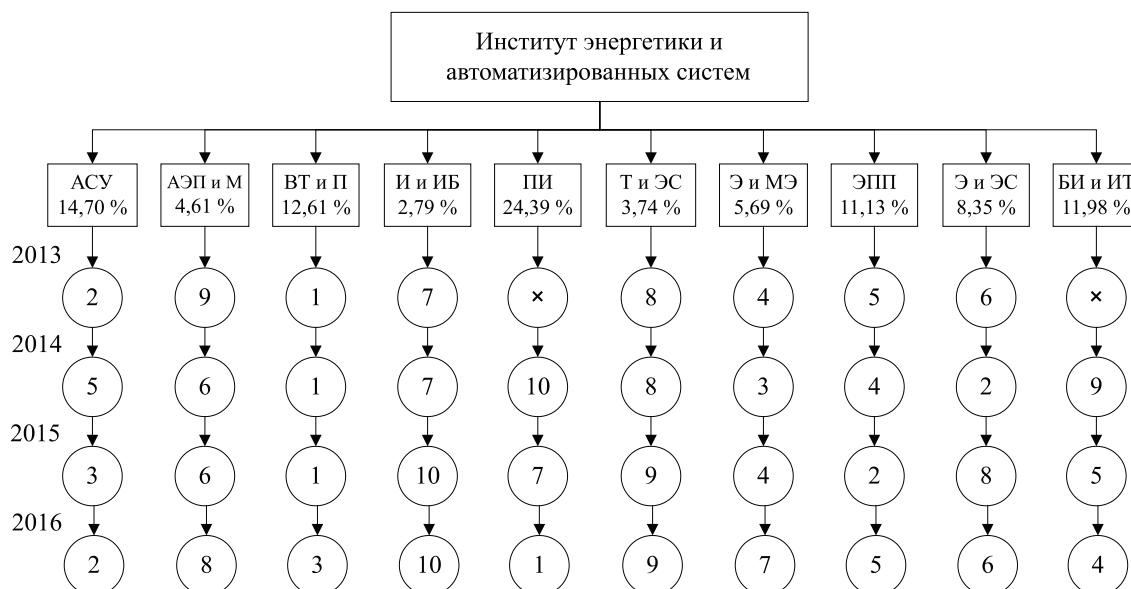 Институт энергетики и
автоматизированных систем
АСУ
14,70 %
АЭП и М
4,61 %
ВТ и П
12,61 %
И и ИБ
2,79 %
ПИ
24,39 %
Т и ЭС
3,74 %
Э и МЭ
5,69 %
ЭПП
11,13 %
Э и ЭС
8,35 %
БИ и ИТ
11,98 %
2013
2 9 1 7 × 8 4 5 6 ×
2014
5 6 1 7 10 8 3 4 2 9
2015
3 6 1 10 7 9 4 2 8 5
2016
2 8 3 10 1 9 7 5 6 4